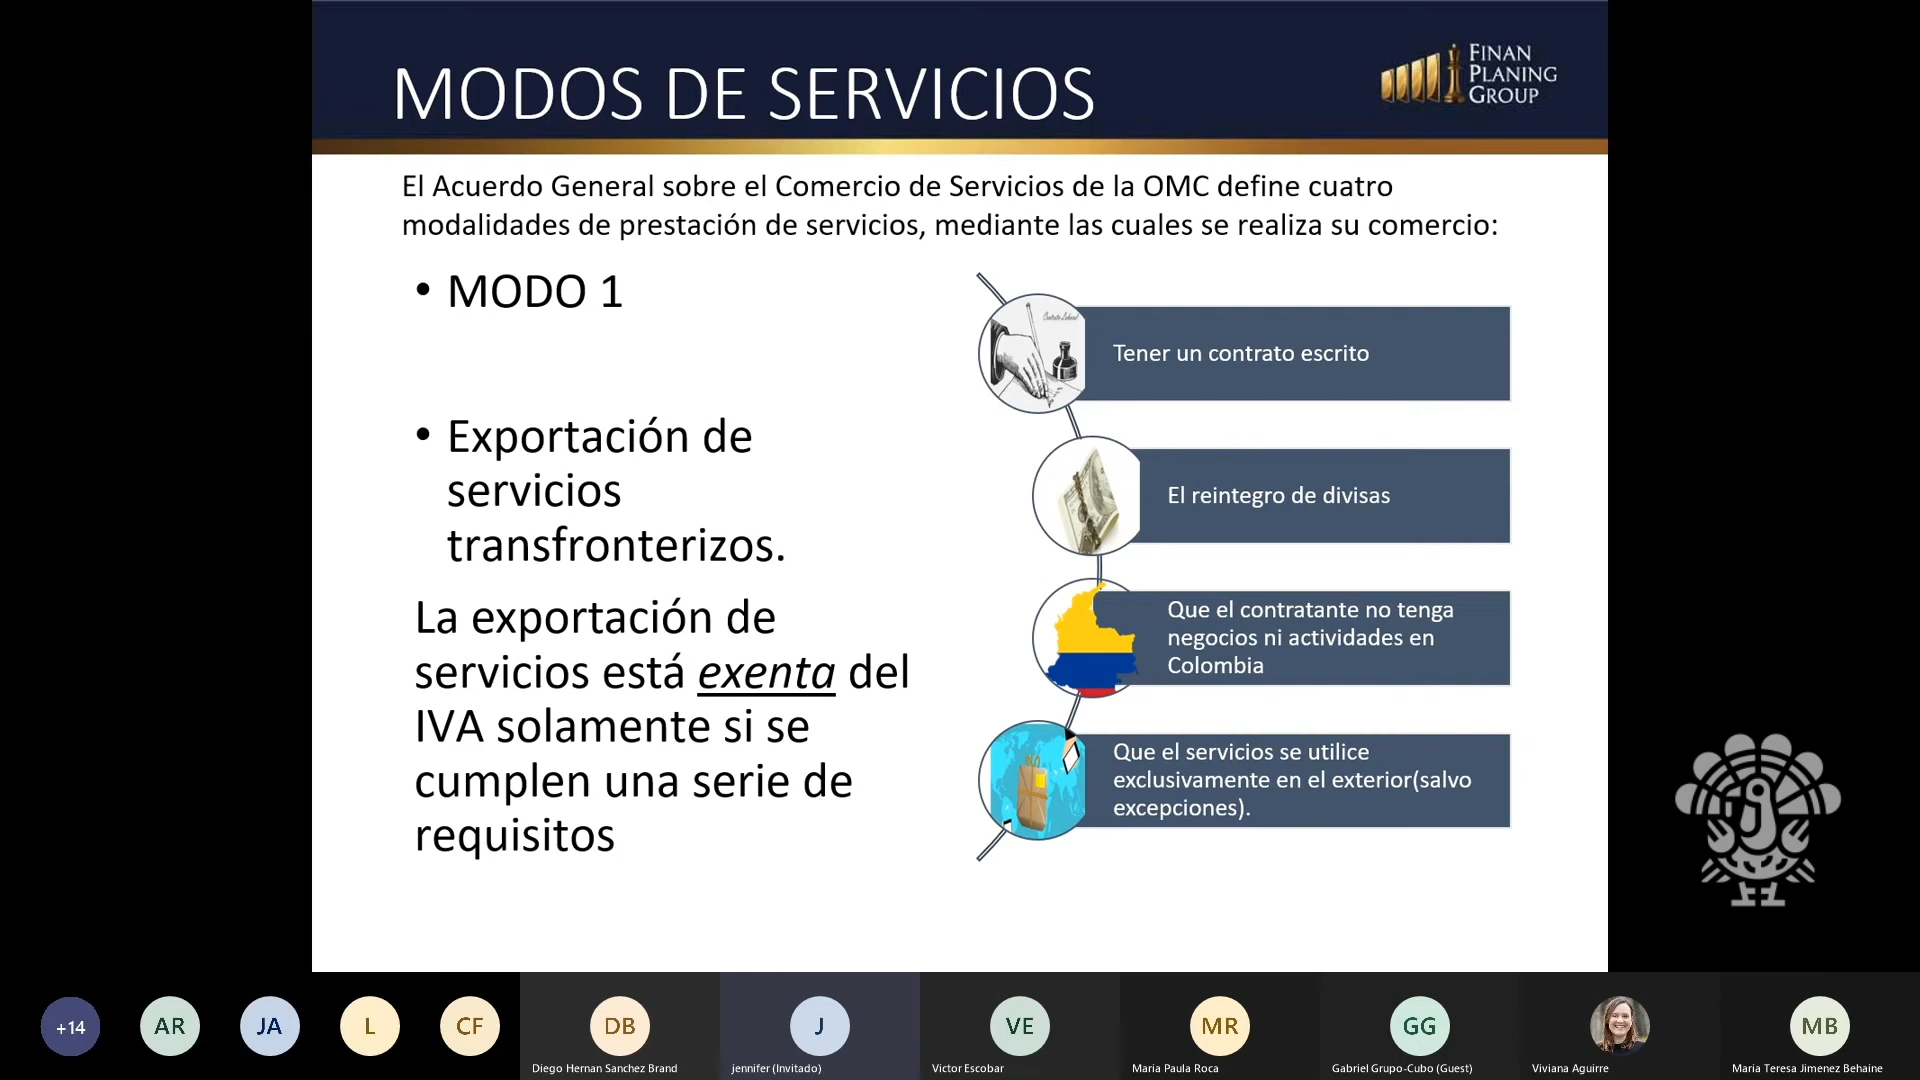 MODOS DE SERVICIOS
FINAN
PLANING
GROUP
El Acuerdo General sobre el Comercio de Servicios de la OMC define cuatro
modalidades de prestación de servicios, mediante las cuales se realiza su comercio:
• MODO 1
• Exportación de
servicios
transfronterizos.
La exportación de
servicios está exenta del
IVA solamente si se
cumplen una serie de
requisitos
Contrato Laboral
Tener un contrato escrito
El reintegro de divisas
Que el contratante no tenga
negocios ni actividades en
Colombia
Que el servicios se utilice
exclusivamente en el exterior(salvo
excepciones).
+14
AR
JA
L
CF
DB
Diego Hernan Sanchez Brand
J
jennifer (Invitado)
VE
Victor Escobar
MR
Maria Paula Roca
GG
Gabriel Grupo-Cubo (Guest)
Viviana Aguirre
MB
Maria Teresa Jimenez Behaine